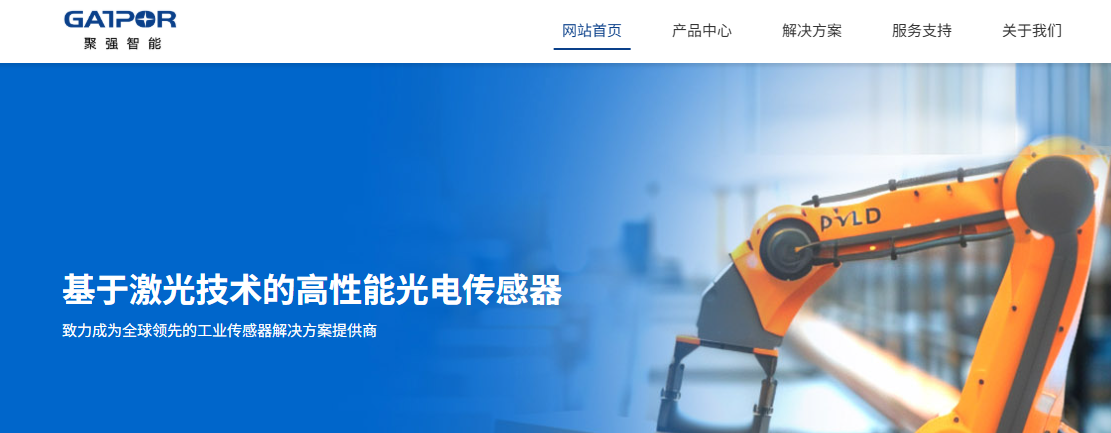 GAIPOR
聚强智能
网站首页
产品中心
解决方案
服务支持
关于我们
PYLD
基于激光技术的高性能光电传感器
致力成为全球领先的工业传感器解决方案提供商